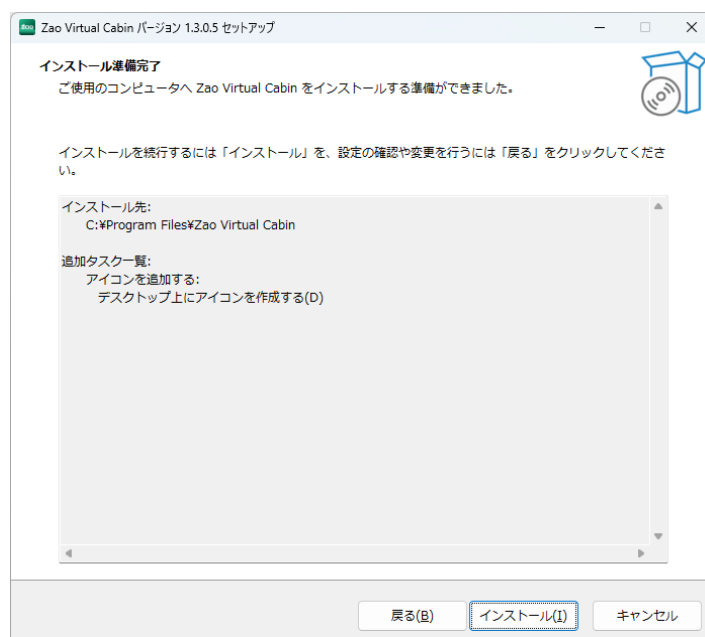 zao Zao Virtual Cabin バージョン 1.3.0.5 セットアップ
インストール準備完了
ご使用のコンピュータへ Zao Virtual Cabin をインストールする準備ができました。
インストールを続行するには「インストール」を、設定の確認や変更を行うには「戻る」をクリックしてくださ
い。
インストール先:
C:¥Program Files¥Zao Virtual Cabin
追加タスク一覧:
アイコンを追加する:
デスクトップ上にアイコンを作成する(D)
戻る(B) インストール(I) キャンセル